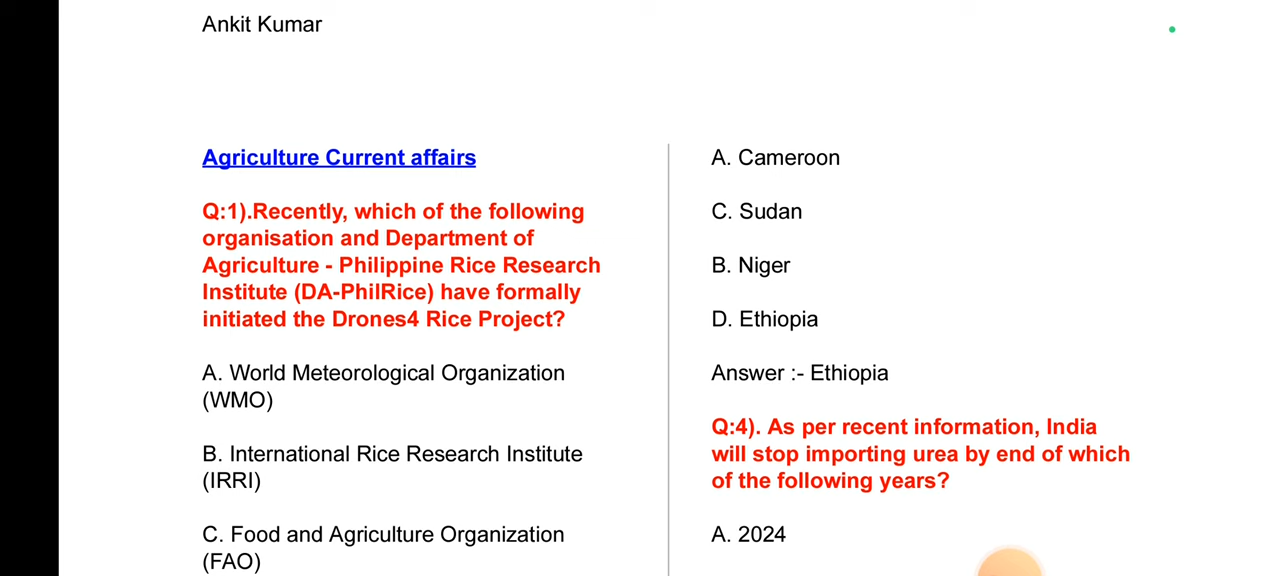 Ankit Kumar
Agriculture Current affairs
Q:1).Recently, which of the following
organisation and Department of
Agriculture - Philippine Rice Research
Institute (DA-PhilRice) have formally
initiated the Drones4 Rice Project?
A. World Meteorological Organization
(WMO)
B. International Rice Research Institute
(IRRI)
C. Food and Agriculture Organization
(FAO)
A. Cameroon
C. Sudan
B. Niger
D. Ethiopia
Answer :- Ethiopia
Q:4). As per recent information, India
will stop importing urea by end of which
of the following years?
A. 2024